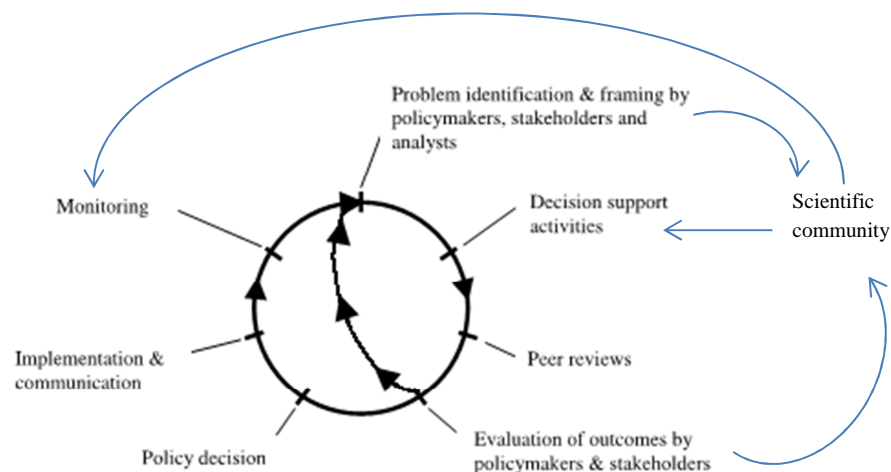 Problem identification & framing by
policymakers, stakeholders and
analysts
Monitoring
Decision support
activities
Scientific
community
Implementation &
communication
Peer reviews
Policy decision
Evaluation of outcomes by
policymakers & stakeholders